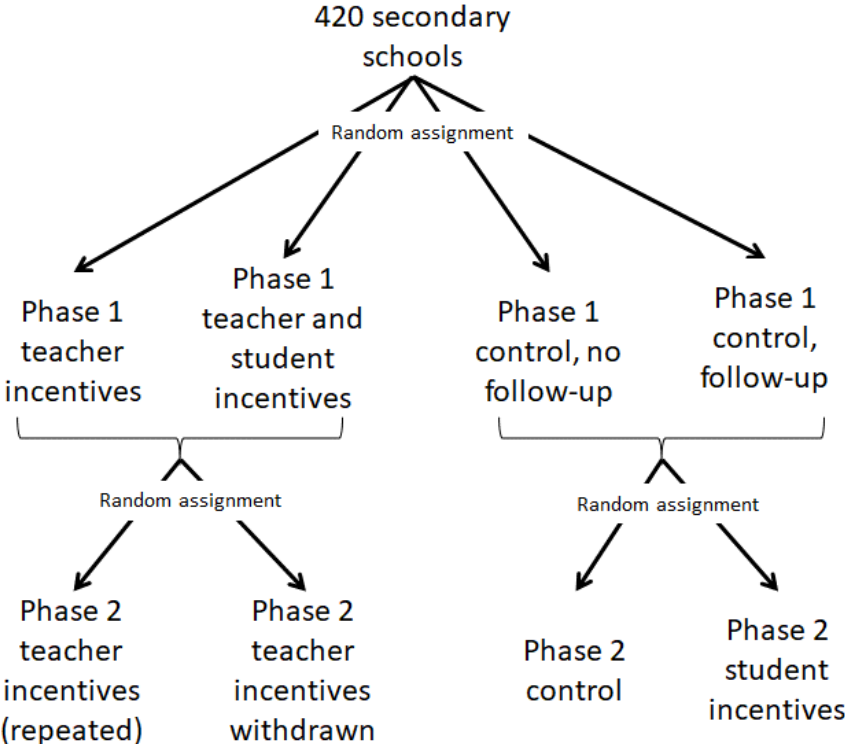 420 secondary
schools
Random assignment
Phase 1
teacher
incentives
Phase 1
teacher and
student
incentives
Phase 1
control, no
follow-up
Phase 1
control,
follow-up
Random assignment
Random assignment
Phase 2
teacher
incentives
(repeated)
Phase 2
teacher
incentives
withdrawn
Phase 2
control
Phase 2
student
incentives